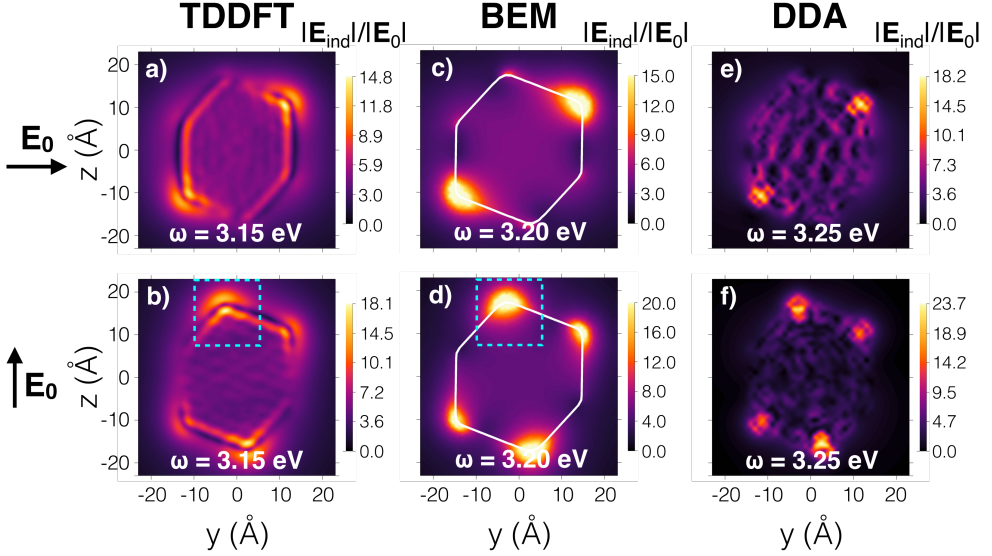 TDDFT BEM DDA
|E_ind|/|E_0| |E_ind|/|E_0| |E_ind|/|E_0|
a) c) e)
20 14.8 15.0 18.2
10 11.8 12.0 14.5
E_0 z (Å) 0 8.9 9.0 10.9
5.9 6.0 7.3
-10 3.0 3.0 3.6
-20 0.0 0.0 0.0
ω = 3.15 eV ω = 3.20 eV ω = 3.25 eV
b) d) f)
20 18.1 20.0 23.7
10 14.5 16.0 18.9
E_0 z (Å) 0 10.9 12.0 14.2
7.2 8.0 9.5
-10 3.6 4.0 4.7
-20 0.0 0.0 0.0
ω = 3.15 eV ω = 3.20 eV ω = 3.25 eV
-20 -10 0 10 20 -20 -10 0 10 20 -20 -10 0 10 20
y (Å) y (Å) y (Å)